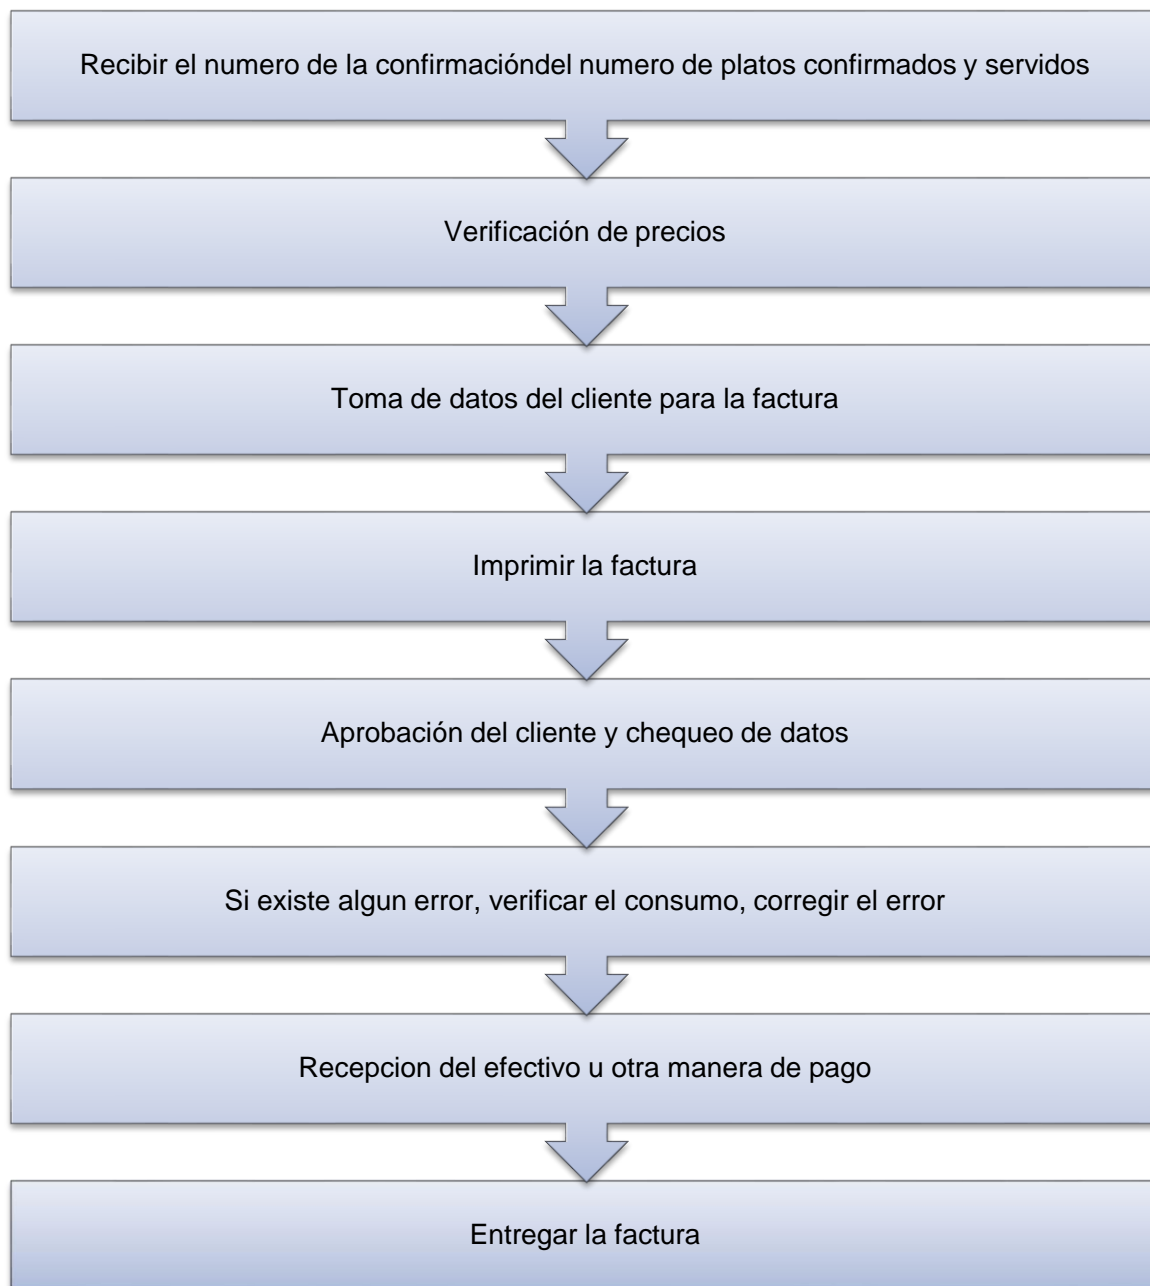 Recibir el numero de la confirmacióndel numero de platos confirmados y servidos
Verificación de precios
Toma de datos del cliente para la factura
Imprimir la factura
Aprobación del cliente y chequeo de datos
Si existe algun error, verificar el consumo, corregir el error
Recepcion del efectivo u otra manera de pago
Entregar la factura